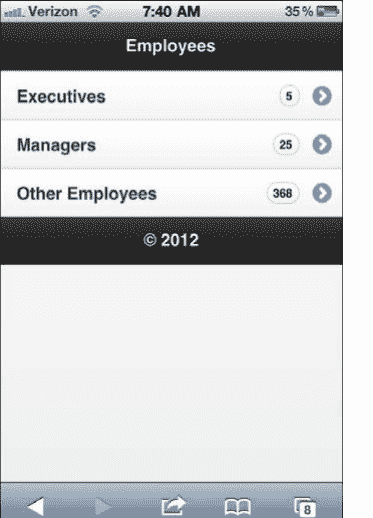 Verizon 7:40 AM 35%
Employees
Executives 5
Managers 25
Other Employees 368
© 2012
8